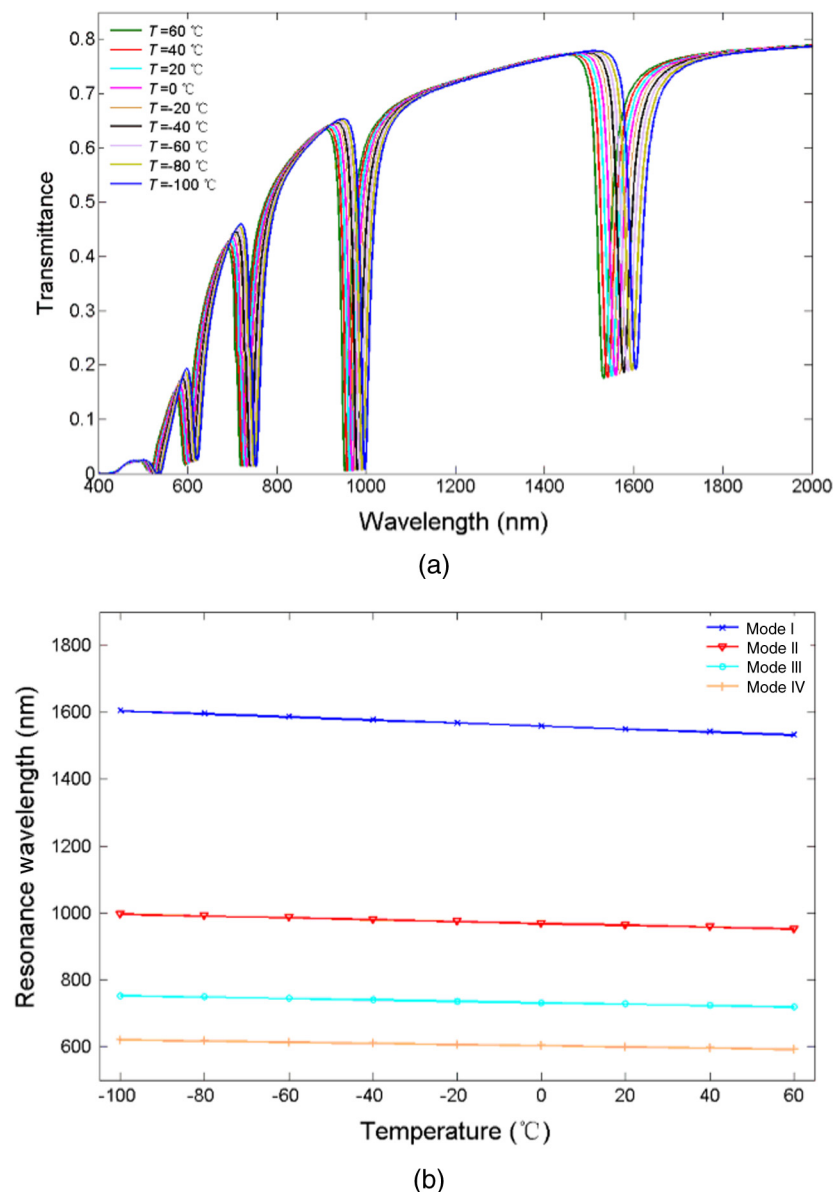 0.8
0.7
0.6
0.5
0.4
0.3
0.2
0.1
0
Transmittance
T=60 ℃
T=40 ℃
T=20 ℃
T=0 ℃
T=-20 ℃
T=-40 ℃
T=-60 ℃
T=-80 ℃
T=-100 ℃
400 600 800 1000 1200 1400 1600 1800 2000
Wavelength (nm)
(a)
1800
1600
1400
1200
1000
800
600
Resonance wavelength (nm)
Mode I
Mode II
Mode III
Mode IV
-100 -80 -60 -40 -20 0 20 40 60
Temperature (℃)
(b)